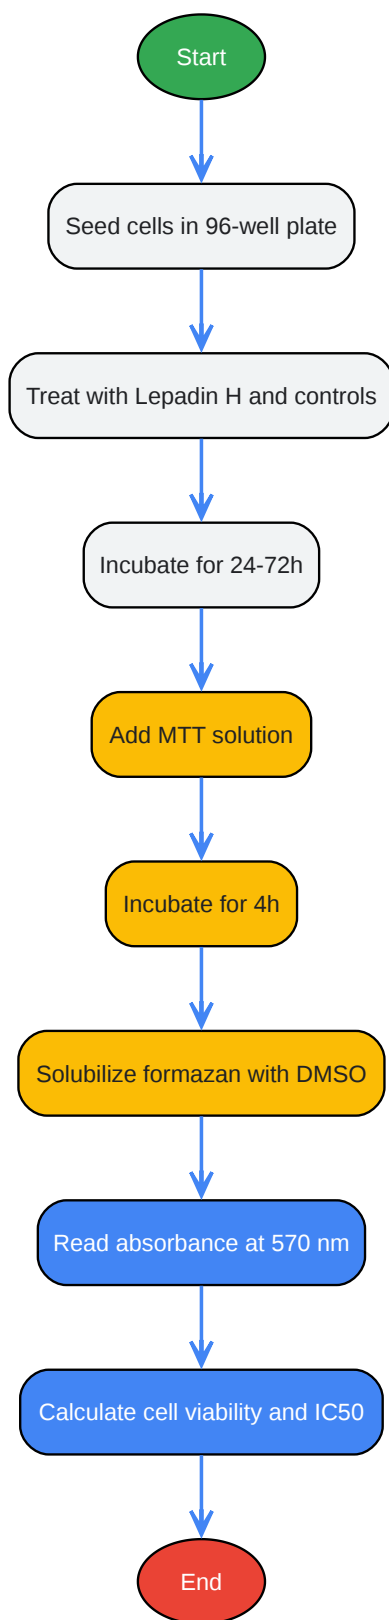 Start
Seed cells in 96-well plate
Treat with Lepadin H and controls
Incubate for 24-72h
Add MTT solution
Incubate for 4h
Solubilize formazan with DMSO
Read absorbance at 570 nm
Calculate cell viability and IC50
End